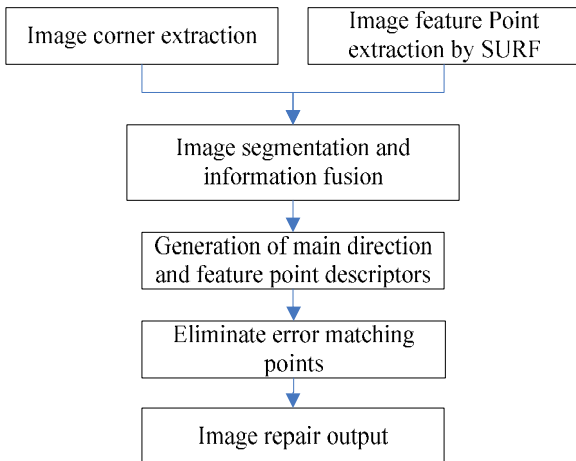 Image corner extraction
Image feature Point
extraction by SURF
Image segmentation and
information fusion
Generation of main direction
and feature point descriptors
Eliminate error matching
points
Image repair output